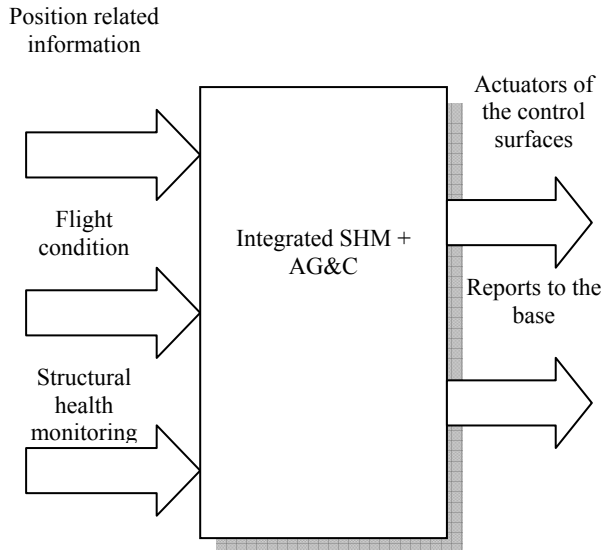 Position related
information
Actuators of
the control
surfaces
Flight
condition
Integrated SHM +
AG&C
Reports to the
base
Structural
health
monitoring